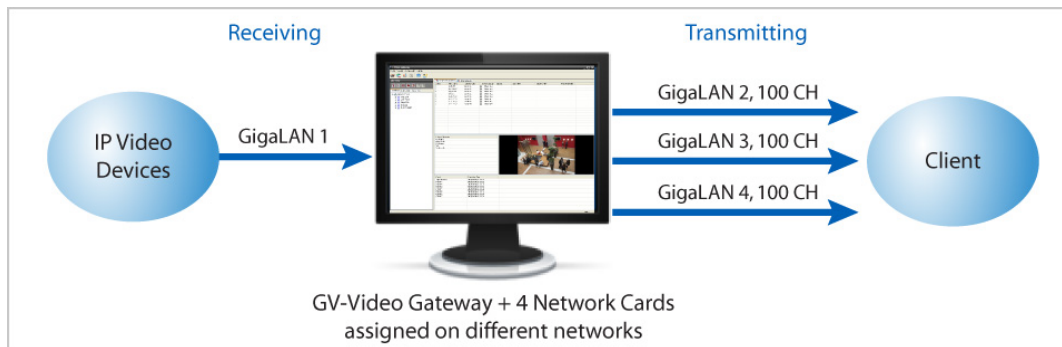 Receiving
Transmitting
IP Video
Devices
GigaLAN 1
GigaLAN 2, 100 CH
GigaLAN 3, 100 CH
GigaLAN 4, 100 CH
Client
GV-Video Gateway + 4 Network Cards
assigned on different networks